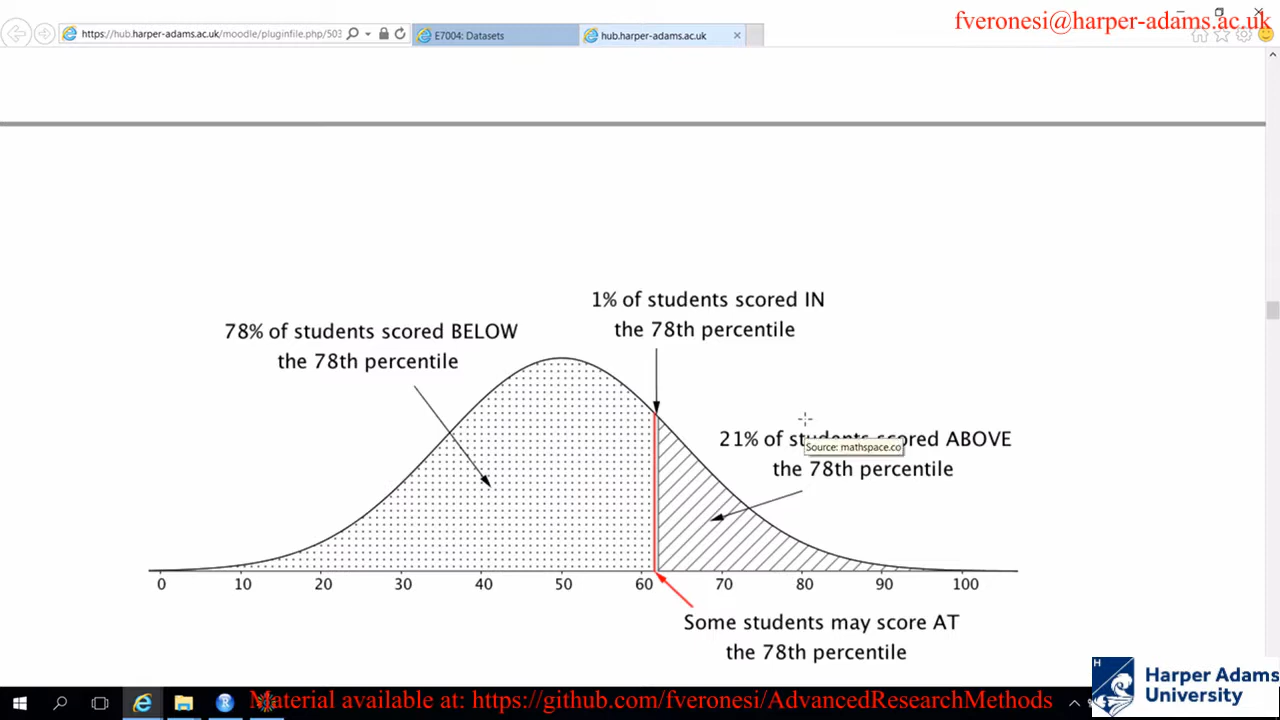 fveronesi@harper-adams.ac.uk
https://hub.harper-adams.ac.uk/moodle/pluginfile.php/503
E7004: Datasets
hub.harper-adams.ac.uk
1% of students scored IN
the 78th percentile
78% of students scored BELOW
the 78th percentile
21% of students scored ABOVE
Source: mathspace.co
the 78th percentile
0 10 20 30 40 50 60 70 80 90 100
Some students may score AT
the 78th percentile
H
Harper Adams
University
Material available at: https://github.com/fveronesi/AdvancedResearchMethods